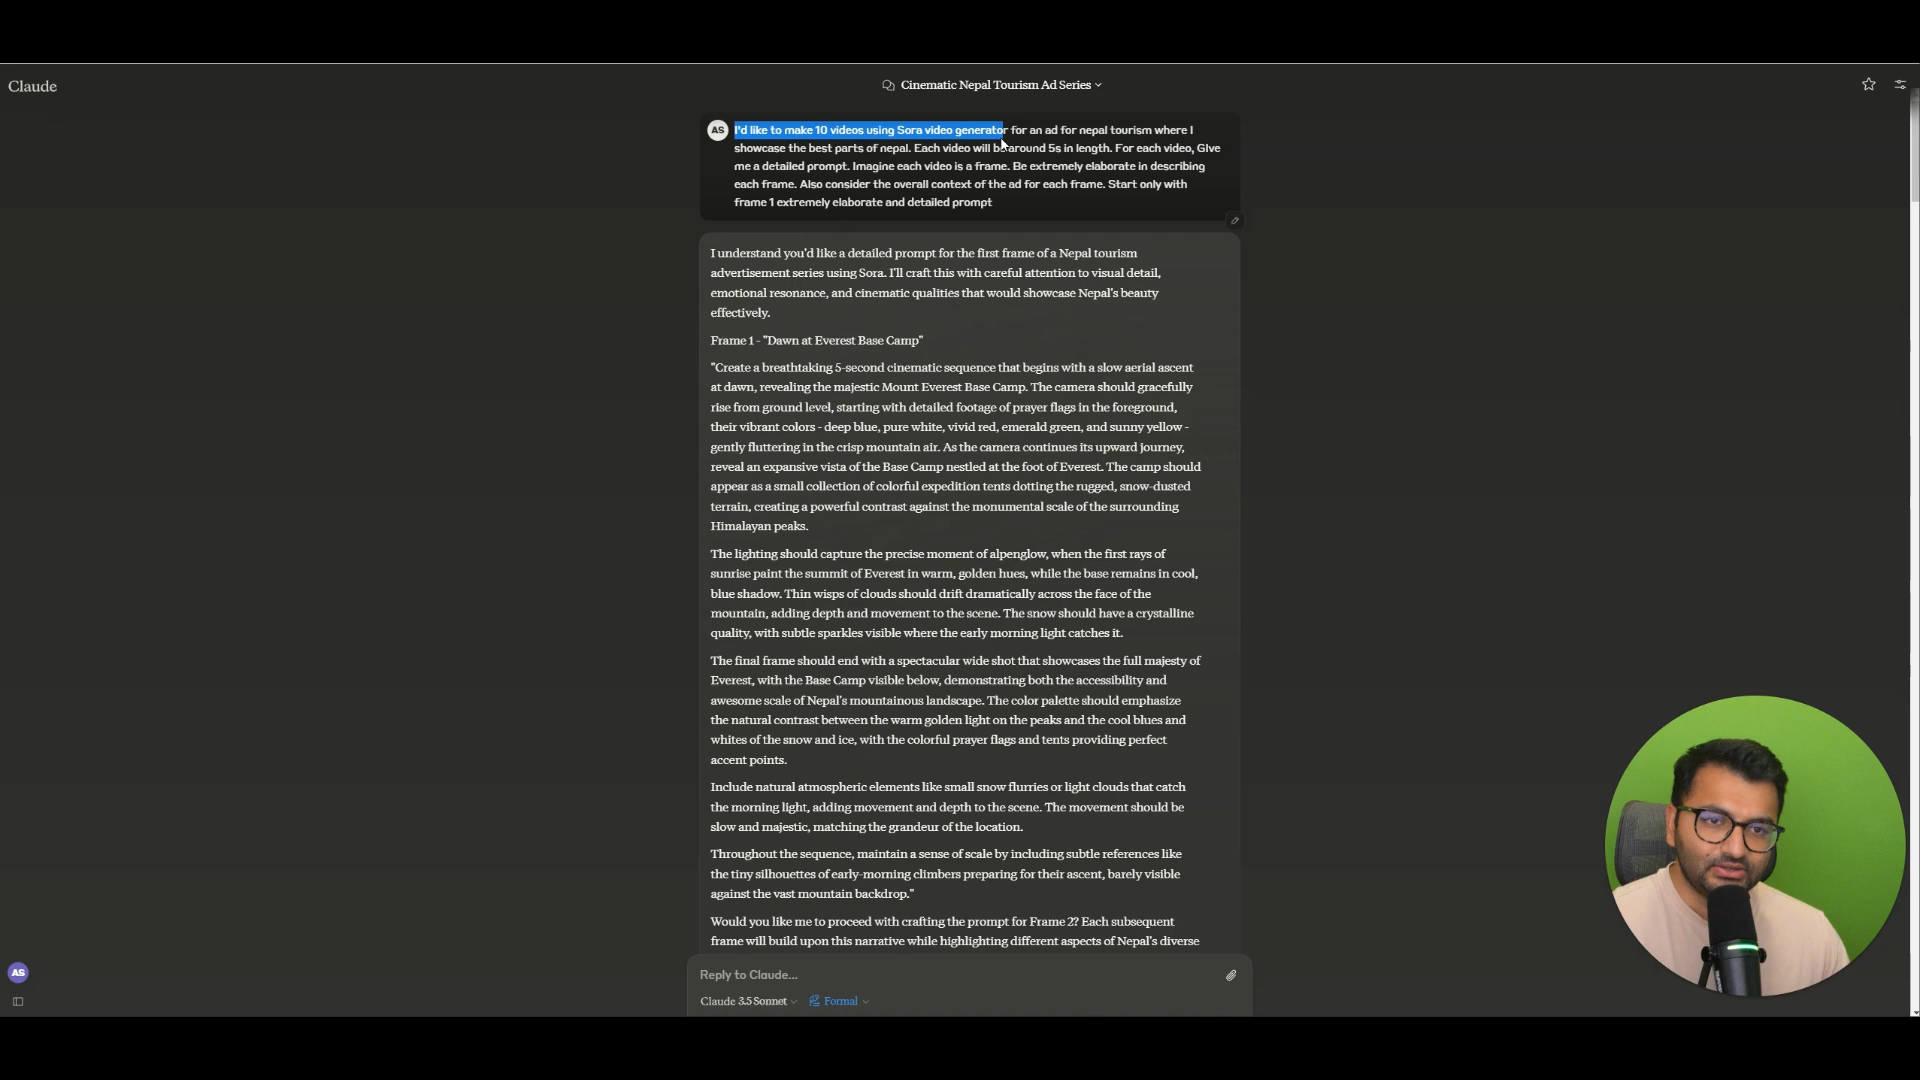 Claude
Cinematic Nepal Tourism Ad Series
AS
I'd like to make 10 videos using Sora video generator for an ad for nepal tourism where I
showcase the best parts of nepal. Each video will be around 5s in length. For each video, GIve
me a detailed prompt. Imagine each video is a frame. Be extremely elaborate in describing
each frame. Also consider the overall context of the ad for each frame. Start only with
frame 1 extremely elaborate and detailed prompt
I understand you'd like a detailed prompt for the first frame of a Nepal tourism
advertisement series using Sora. I'll craft this with careful attention to visual detail,
emotional resonance, and cinematic qualities that would showcase Nepal's beauty
effectively.
Frame 1 - "Dawn at Everest Base Camp"
"Create a breathtaking 5-second cinematic sequence that begins with a slow aerial ascent
at dawn, revealing the majestic Mount Everest Base Camp. The camera should gracefully
rise from ground level, starting with detailed footage of prayer flags in the foreground,
their vibrant colors - deep blue, pure white, vivid red, emerald green, and sunny yellow -
gently fluttering in the crisp mountain air. As the camera continues its upward journey,
reveal an expansive vista of the Base Camp nestled at the foot of Everest. The camp should
appear as a small collection of colorful expedition tents dotting the rugged, snow-dusted
terrain, creating a powerful contrast against the monumental scale of the surrounding
Himalayan peaks.
The lighting should capture the precise moment of alpenglow, when the first rays of
sunrise paint the summit of Everest in warm, golden hues, while the base remains in cool,
blue shadow. Thin wisps of clouds should drift dramatically across the face of the
mountain, adding depth and movement to the scene. The snow should have a crystalline
quality, with subtle sparkles visible where the early morning light catches it.
The final frame should end with a spectacular wide shot that showcases the full majesty of
Everest, with the Base Camp visible below, demonstrating both the accessibility and
awesome scale of Nepal's mountainous landscape. The color palette should emphasize
the natural contrast between the warm golden light on the peaks and the cool blues and
whites of the snow and ice, with the colorful prayer flags and tents providing perfect
accent points.
Include natural atmospheric elements like small snow flurries or light clouds that catch
the morning light, adding movement and depth to the scene. The movement should be
slow and majestic, matching the grandeur of the location.
Throughout the sequence, maintain a sense of scale by including subtle references like
the tiny silhouettes of early-morning climbers preparing for their ascent, barely visible
against the vast mountain backdrop."
Would you like me to proceed with crafting the prompt for Frame 2? Each subsequent
frame will build upon this narrative while highlighting different aspects of Nepal's diverse
AS
Reply to Claude...
Claude 3.5 Sonnet
Formal